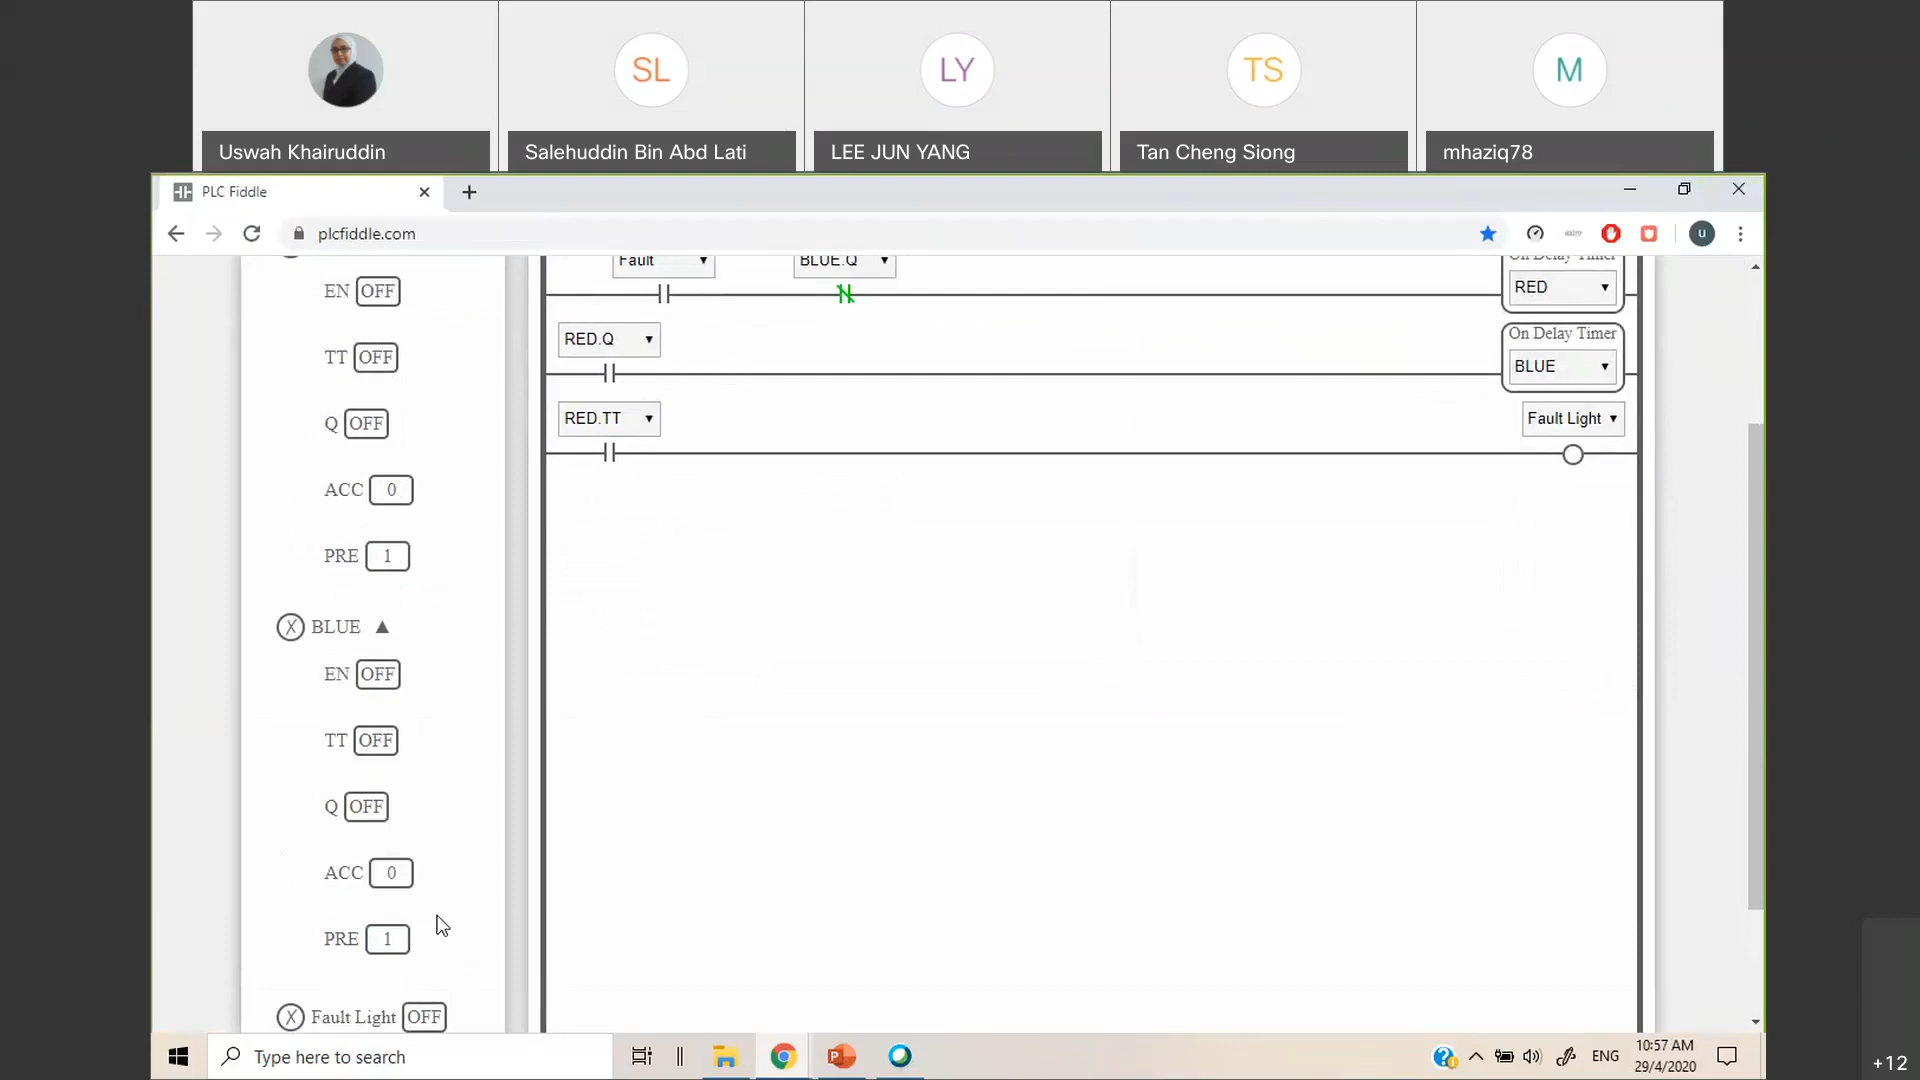 SL
LY
TS
M
Uswah Khairuddin
Salehuddin Bin Abd Lati
LEE JUN YANG
Tan Cheng Siong
mhaziq78
PLC Fiddle
plcfiddle.com
u
Fault
BLUE.Q
On Delay Timer
RED
RED.Q
On Delay Timer
BLUE
RED.TT
Fault Light
EN OFF
TT OFF
Q OFF
ACC 0
PRE 1
X BLUE
EN OFF
TT OFF
Q OFF
ACC 0
PRE 1
X Fault Light OFF
Type here to search
ENG
10:57 AM
29/4/2020
+12